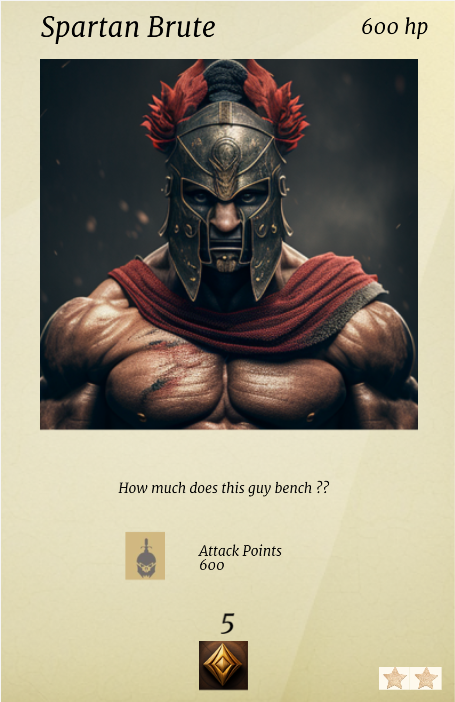 Spartan Brute
600 hp
How much does this guy bench ??
Attack Points
600
5